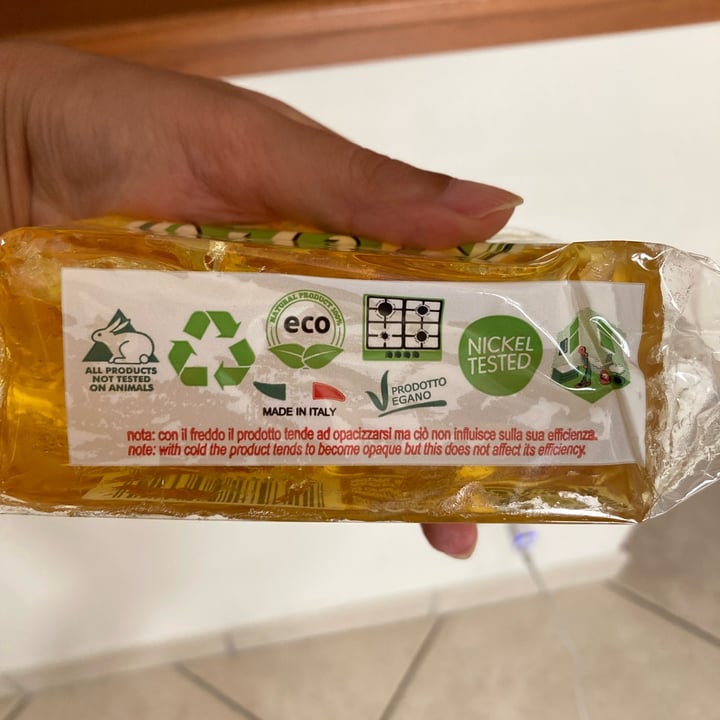 ALL PRODUCTS
NOT TESTED
ON ANIMALS
NATURAL PRODUCT 100%
eco
MADE IN ITALY
PRODOTTO
EGANO
NICKEL
TESTED
nota: con il freddo il prodotto tende ad opacizzarsi ma ciò non influisce sulla sua efficienza.
note: with cold the product tends to become opaque but this does not affect its efficiency.